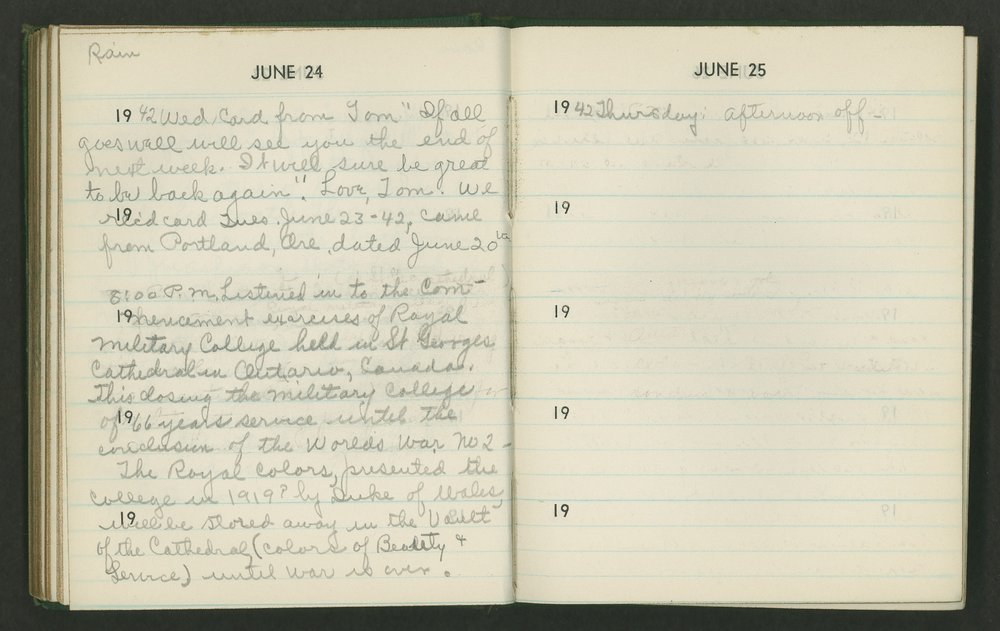 Rain
JUNE 24
1942 Wed. Card from Tom "If all
goes well will see you the end of
next week. It will sure be great
to be back again". Love, Tom. We
19
rec'd card Tues. June 23-42, came
from Portland, Ore, dated June 20th
8:00 P.M. Listened in to the Com-
19
mencement exercises of Royal
Military College held in St Georges
Cathedral in Ontario, Canada.
This closing the military college
19
of 66 years service until the
conclusion of the Worlds War No 2 -
The Royal colors, presented the
college in 1919? by Duke of Wales,
19
will be stored away in the Vault
of the Cathedral, (colors of Beauty &
Service) until war is over.
JUNE 25
1942 Thursday: afternoon off-
19
19
19
19